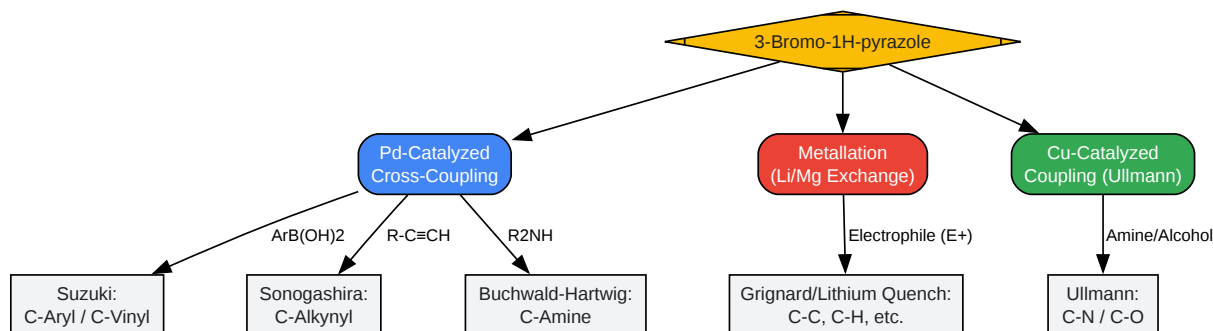 3-Bromo-1H-pyrazole
Pd-Catalyzed
Cross-Coupling
Metallation
(Li/Mg Exchange)
Cu-Catalyzed
Coupling (Ullmann)
ArB(OH)2
R-C≡CH
R2NH
Electrophile (E+)
Amine/Alcohol
Suzuki:
C-Aryl / C-Vinyl
Sonogashira:
C-Alkynyl
Buchwald-Hartwig:
C-Amine
Grignard/Lithium Quench:
C-C, C-H, etc.
Ullmann:
C-N / C-O